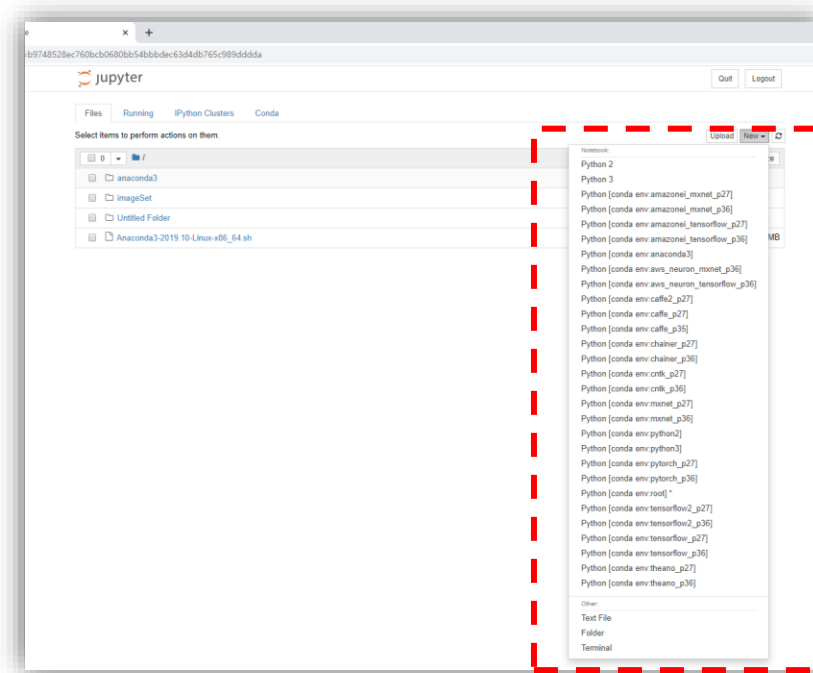 e × +
b9748528ec760bcb0680bb54bbbdec63d4db765c989dddda
jupyter Quit Logout
Files Running IPython Clusters Conda
Select items to perform actions on them. Upload New
0 /
anaconda3
imageSet
Untitled Folder
Anaconda3-2019.10-Linux-x86_64.sh MB
Notebook:
Python 2
Python 3
Python [conda env:amazonei_mxnet_p27]
Python [conda env:amazonei_mxnet_p36]
Python [conda env:amazonei_tensorflow_p27]
Python [conda env:amazonei_tensorflow_p36]
Python [conda env:anaconda3]
Python [conda env:aws_neuron_mxnet_p36]
Python [conda env:aws_neuron_tensorflow_p36]
Python [conda env:caffe2_p27]
Python [conda env:caffe_p27]
Python [conda env:caffe_p35]
Python [conda env:chainer_p27]
Python [conda env:chainer_p36]
Python [conda env:cntk_p27]
Python [conda env:cntk_p36]
Python [conda env:mxnet_p27]
Python [conda env:mxnet_p36]
Python [conda env:python2]
Python [conda env:python3]
Python [conda env:pytorch_p27]
Python [conda env:pytorch_p36]
Python [conda env:root] *
Python [conda env:tensorflow2_p27]
Python [conda env:tensorflow2_p36]
Python [conda env:tensorflow_p27]
Python [conda env:tensorflow_p36]
Python [conda env:theano_p27]
Python [conda env:theano_p36]
Other:
Text File
Folder
Terminal